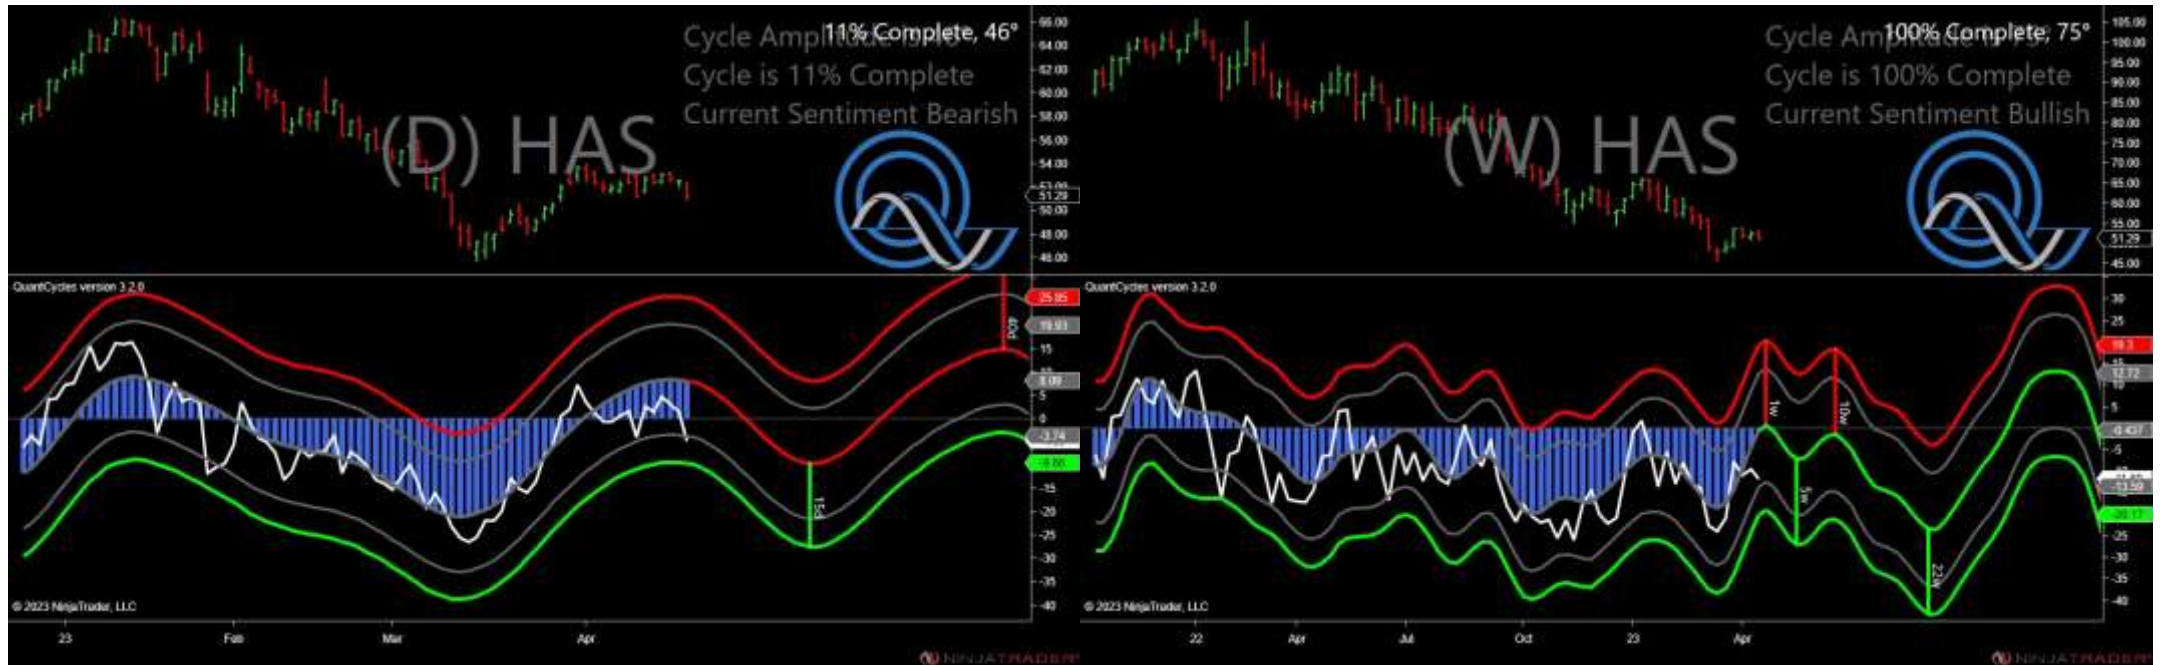 66.00
64.00
62.00
60.00
58.00
56.00
54.00
52.00
51.29
50.00
48.00
46.00
11% Complete, 46°
Cycle is 11% Complete
Current Sentiment Bearish
(D) HAS
QuantCycles version 3.2.0
25.85
19.93
15
8.09
5
0
-3.74
-15
-20
-25
-30
-35
-40
40d
15d
© 2023 NinjaTrader, LLC
23
Feb
Mar
Apr
NINJATRADER
105.00
100.00
95.00
90.00
85.00
80.00
75.00
70.00
65.00
60.00
55.00
51.29
45.00
100% Complete, 75°
Cycle is 100% Complete
Current Sentiment Bullish
(W) HAS
QuantCycles version 3.2.0
30
25
19.3
12.72
10
5
-0.437
-5
-13.59
-20.17
-25
-30
-35
-40
1w
10w
5w
22w
© 2023 NinjaTrader, LLC
22
Apr
Jul
Oct
23
Apr
NINJATRADER